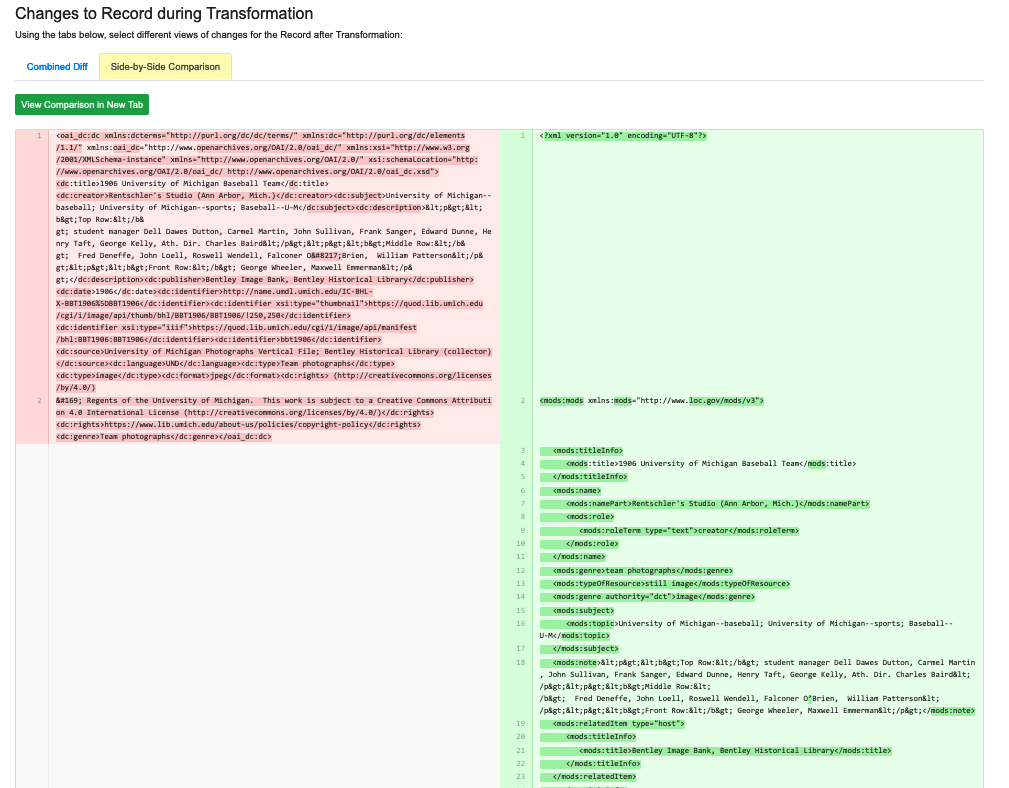 Changes to Record during Transformation
Using the tabs below, select different views of changes for the Record after Transformation:
Combined Diff
Side-by-Side Comparison
View Comparison in New Tab
1
<oai_dc:dc xmlns:dcterms="http://purl.org/dc/dc/terms/" xmlns:dc="http://purl.org/dc/elements
/1.1/" xmlns:oai_dc="http://www.openarchives.org/OAI/2.0/oai_dc/" xmlns:xsi="http://www.w3.org
/2001/XMLSchema-instance" xmlns="http://www.openarchives.org/OAI/2.0/" xsi:schemaLocation="http:
//www.openarchives.org/OAI/2.0/oai_dc/ http://www.openarchives.org/OAI/2.0/oai_dc.xsd">
<dc:title>1906 University of Michigan Baseball Team</dc:title>
<dc:creator>Rentschler's Studio (Ann Arbor, Mich.)</dc:creator><dc:subject>University of Michigan--
baseball; University of Michigan--sports; Baseball--U-M</dc:subject><dc:description>&lt;p&gt;&lt;
b&gt;Top Row:&lt;/b&
gt; student manager Dell Dawes Dutton, Carmel Martin, John Sullivan, Frank Sanger, Edward Dunne, He
nry Taft, George Kelly, Ath. Dir. Charles Baird&lt;/p&gt;&lt;p&gt;&lt;b&gt;Middle Row:&lt;/b&
gt;  Fred Deneffe, John Loell, Roswell Wendell, Falconer O&#8217;Brien,  William Patterson&lt;/p&
gt;&lt;p&gt;&lt;b&gt;Front Row:&lt;/b&gt; George Wheeler, Maxwell Emmerman&lt;/p&
gt;</dc:description><dc:publisher>Bentley Image Bank, Bentley Historical Library</dc:publisher>
<dc:date>1906</dc:date><dc:identifier>http://name.umdl.umich.edu/IC-BHL-
X-BBT1906%5DBBT1906</dc:identifier><dc:identifier xsi:type="thumbnail">https://quod.lib.umich.edu
/cgi/i/image/api/thumb/bhl/BBT1906/BBT1906/!250,250</dc:identifier>
<dc:identifier xsi:type="iiif">https://quod.lib.umich.edu/cgi/i/image/api/manifest
/bhl:BBT1906:BBT1906</dc:identifier><dc:identifier>bbt1906</dc:identifier>
<dc:source>University of Michigan Photographs Vertical File; Bentley Historical Library (collector)
</dc:source><dc:language>UND</dc:language><dc:type>Team photographs</dc:type>
<dc:type>image</dc:type><dc:format>jpeg</dc:format><dc:rights> (http://creativecommons.org/licenses
/by/4.0/)
2
&#169; Regents of the University of Michigan.  This work is subject to a Creative Commons Attributi
on 4.0 International License (http://creativecommons.org/licenses/by/4.0/)</dc:rights>
<dc:rights>https://www.lib.umich.edu/about-us/policies/copyright-policy</dc:rights>
<dc:genre>Team photographs</dc:genre></oai_dc:dc>
1 <?xml version="1.0" encoding="UTF-8"?>
2 <mods:mods xmlns:mods="http://www.loc.gov/mods/v3">
3 <mods:titleInfo>
4 <mods:title>1906 University of Michigan Baseball Team</mods:title>
5 </mods:titleInfo>
6 <mods:name>
7 <mods:namePart>Rentschler's Studio (Ann Arbor, Mich.)</mods:namePart>
8 <mods:role>
9 <mods:roleTerm type="text">creator</mods:roleTerm>
10 </mods:role>
11 </mods:name>
12 <mods:genre>team photographs</mods:genre>
13 <mods:typeOfResource>still image</mods:typeOfResource>
14 <mods:genre authority="dct">image</mods:genre>
15 <mods:subject>
16 <mods:topic>University of Michigan--baseball; University of Michigan--sports; Baseball--
U-M</mods:topic>
17 </mods:subject>
18 <mods:note>&lt;p&gt;&lt;b&gt;Top Row:&lt;/b&gt; student manager Dell Dawes Dutton, Carmel Martin
, John Sullivan, Frank Sanger, Edward Dunne, Henry Taft, George Kelly, Ath. Dir. Charles Baird&lt;
/p&gt;&lt;p&gt;&lt;b&gt;Middle Row:&lt;
/b&gt;  Fred Deneffe, John Loell, Roswell Wendell, Falconer O’Brien,  William Patterson&lt;
/p&gt;&lt;p&gt;&lt;b&gt;Front Row:&lt;/b&gt; George Wheeler, Maxwell Emmerman&lt;/p&gt;</mods:note>
19 <mods:relatedItem type="host">
20 <mods:titleInfo>
21 <mods:title>Bentley Image Bank, Bentley Historical Library</mods:title>
22 </mods:titleInfo>
23 </mods:relatedItem>